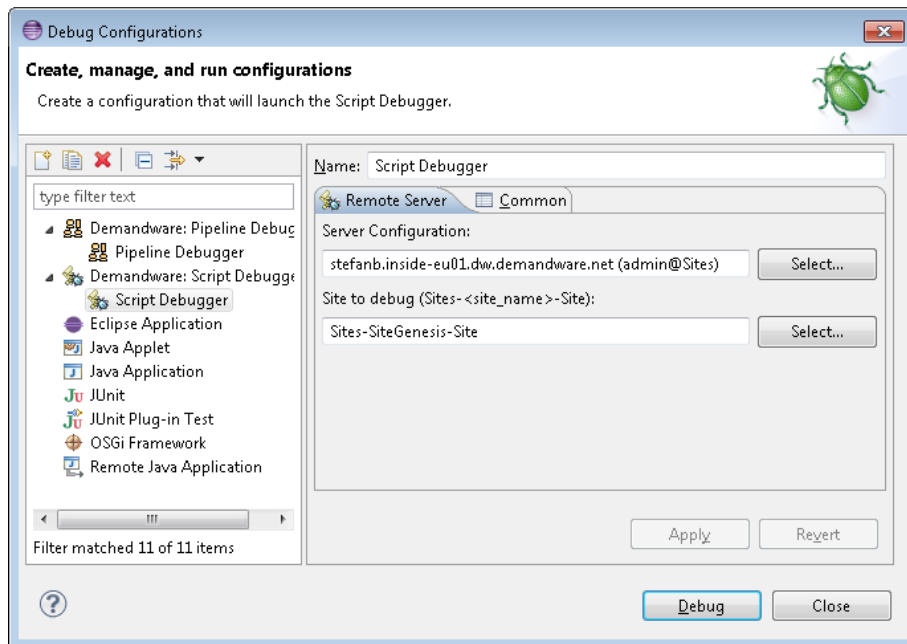 Debug Configurations
Create, manage, and run configurations
Create a configuration that will launch the Script Debugger.
type filter text
Demandware: Pipeline Debug
Pipeline Debugger
Demandware: Script Debugge
Script Debugger
Eclipse Application
Java Applet
Java Application
Ju JUnit
JUnit Plug-in Test
OSGi Framework
Remote Java Application
Filter matched 11 of 11 items
Name: Script Debugger
Remote Server Common
Server Configuration:
stefanb.inside-eu01.dw.demandware.net (admin@Sites) Select...
Site to debug (Sites-<site_name>-Site):
Sites-SiteGenesis-Site Select...
Apply Revert
? Debug Close